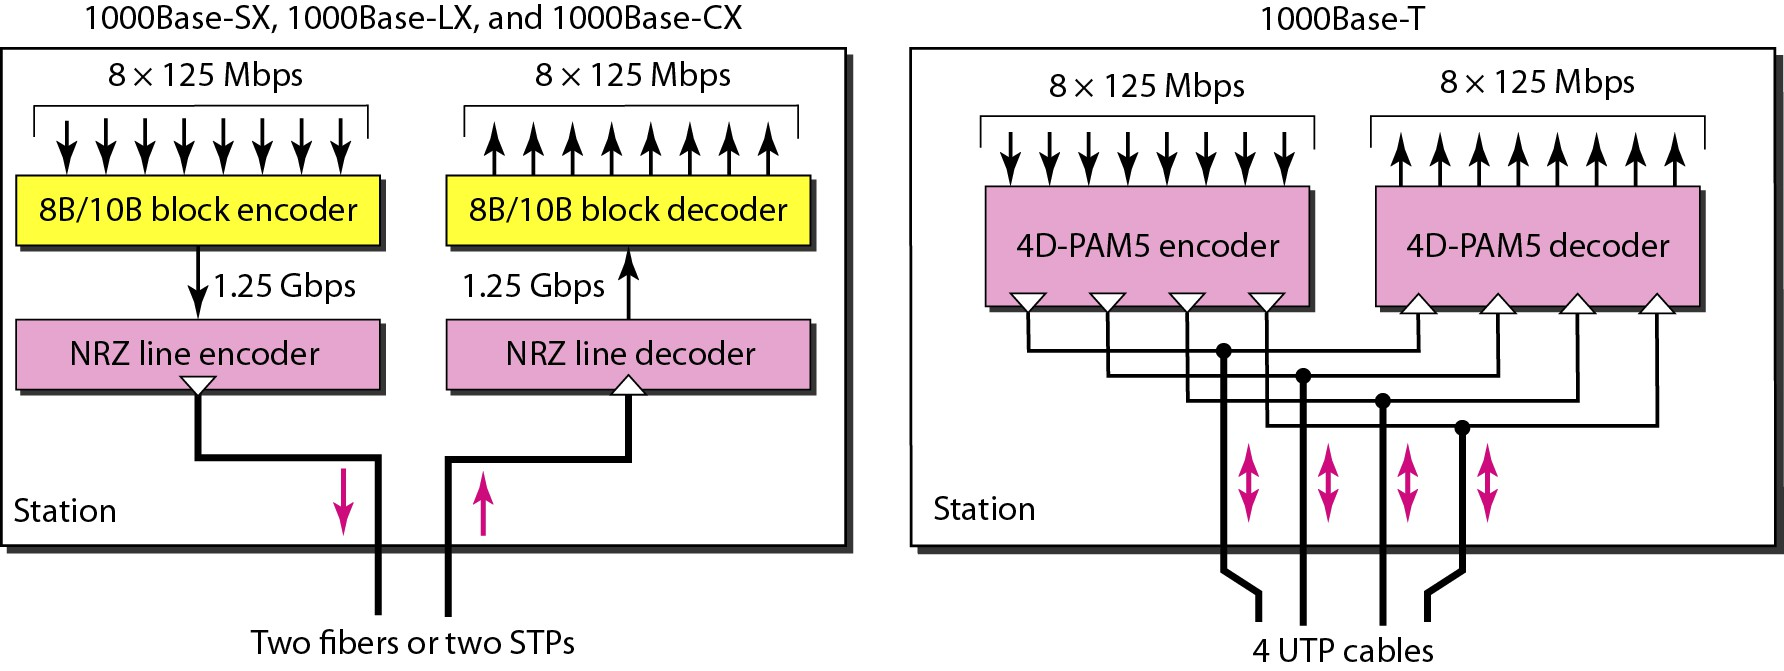 1000Base-SX, 1000Base-LX, and 1000Base-CX
8 × 125 Mbps
8 × 125 Mbps
8B/10B block encoder
8B/10B block decoder
1.25 Gbps
1.25 Gbps
NRZ line encoder
NRZ line decoder
Station
Two fibers or two STPs
1000Base-T
8 × 125 Mbps
8 × 125 Mbps
4D-PAM5 encoder
4D-PAM5 decoder
Station
4 UTP cables